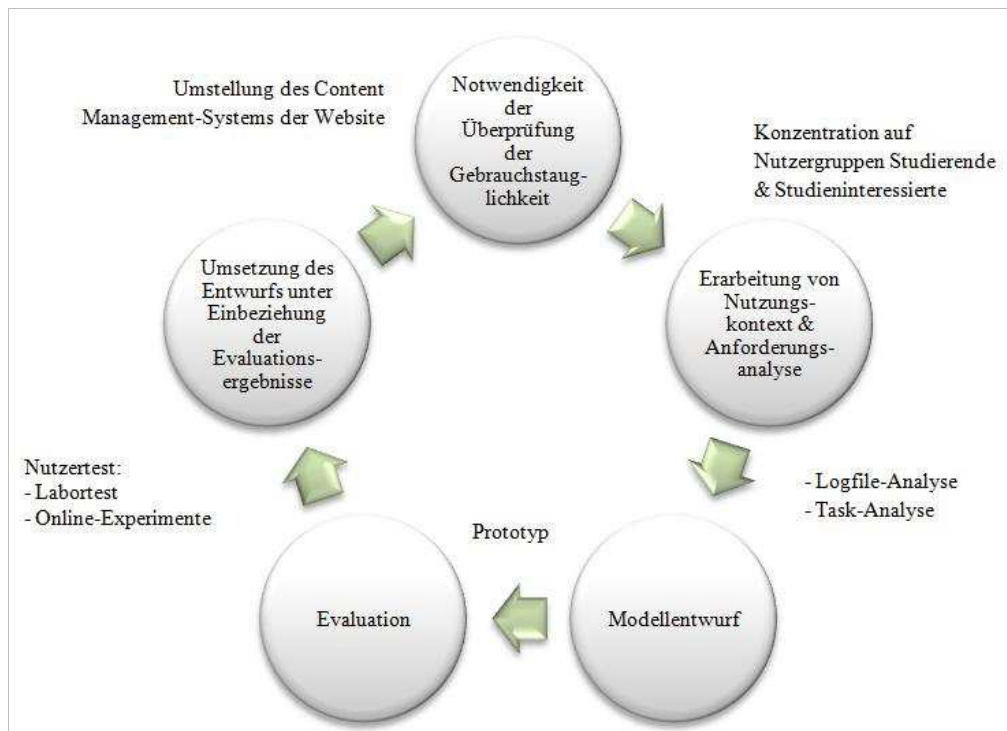 Umstellung des Content
Management-Systems der Website
Notwendigkeit
der
Überprüfung
der
Gebrauchstaug-
lichkeit
Konzentration auf
Nutzergruppen Studierende
& Studieninteressierte
Erarbeitung von
Nutzungs-
kontext &
Anforderungs-
analyse
- Logfile-Analyse
- Task-Analyse
Modellentwurf
Prototyp
Evaluation
Nutzertest:
- Labortest
- Online-Experimente
Umsetzung des
Entwurfs unter
Einbeziehung
der
Evaluations-
ergebnisse